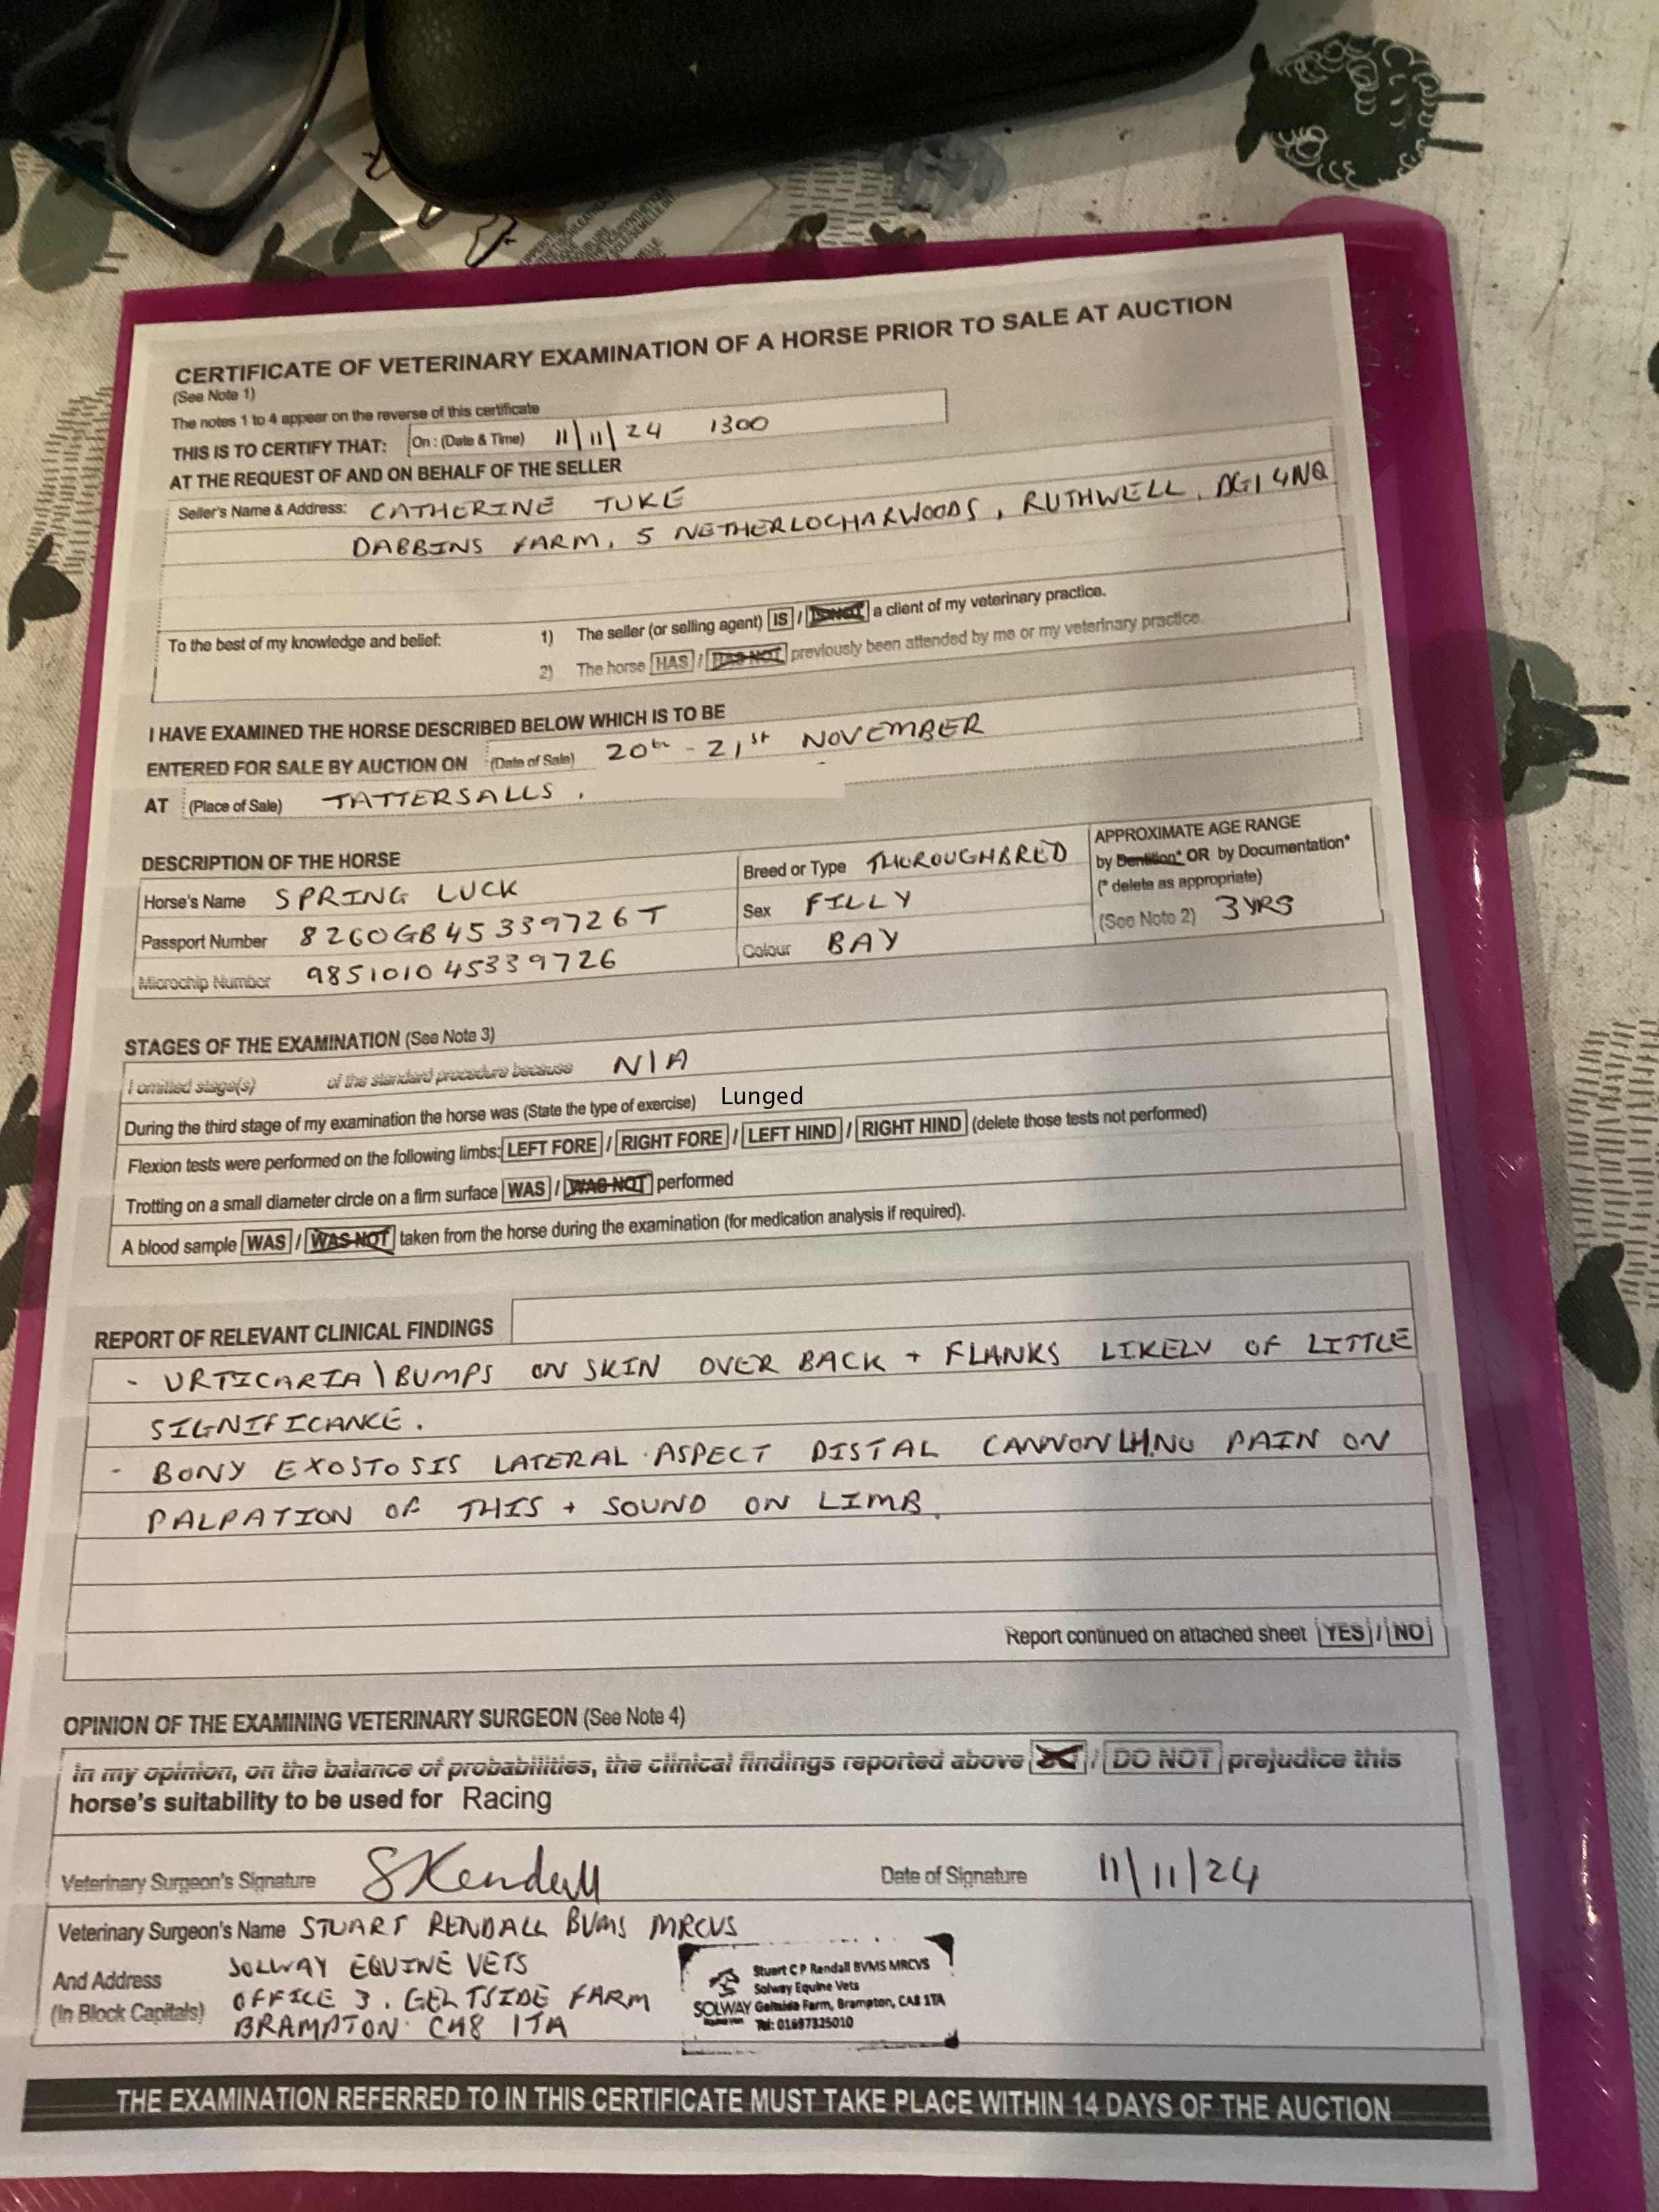 CERTIFICATE OF VETERINARY EXAMINATION OF A HORSE PRIOR TO SALE AT AUCTION
(See Note 1)
The notes 1 to 4 appear on the reverse of this certificate
THIS IS TO CERTIFY THAT: On : (Date & Time) 11/11/24 1300
AT THE REQUEST OF AND ON BEHALF OF THE SELLER
Seller's Name & Address: CATHERINE TUKE
DABBINS FARM, 5 NETHERLOCHARWOODS, RUTHWELL, DG1 4NQ
To the best of my knowledge and belief: 1) The seller (or selling agent) IS / IS NOT a client of my veterinary practice.
2) The horse HAS / HAS NOT previously been attended by me or my veterinary practice.
I HAVE EXAMINED THE HORSE DESCRIBED BELOW WHICH IS TO BE
ENTERED FOR SALE BY AUCTION ON (Date of Sale) 20th - 21st NOVEMBER
AT (Place of Sale) TATTERSALLS,
DESCRIPTION OF THE HORSE
Horse's Name SPRING LUCK
Passport Number 8260GB45339726T
Microchip Number 985101045339726
Breed or Type THOROUGHBRED
Sex FILLY
Colour BAY
APPROXIMATE AGE RANGE
by Dentition* OR by Documentation*
(* delete as appropriate)
(See Note 2) 3YRS
STAGES OF THE EXAMINATION (See Note 3)
I omitted stage(s) of the standard procedure because N/A
During the third stage of my examination the horse was (State the type of exercise) Lunged
Flexion tests were performed on the following limbs: LEFT FORE / RIGHT FORE / LEFT HIND / RIGHT HIND (delete those tests not performed)
Trotting on a small diameter circle on a firm surface WAS / WAS NOT performed
A blood sample WAS / WAS NOT taken from the horse during the examination (for medication analysis if required).
REPORT OF RELEVANT CLINICAL FINDINGS
- URTICARIA\BUMPS ON SKIN OVER BACK + FLANKS LIKELY OF LITTLE
SIGNIFICANCE.
- BONY EXOSTOSIS LATERAL ASPECT DISTAL CANNON LH. NO PAIN ON
PALPATION OF THIS + SOUND ON LIMB.
Report continued on attached sheet YES / NO
OPINION OF THE EXAMINING VETERINARY SURGEON (See Note 4)
In my opinion, on the balance of probabilities, the clinical findings reported above / DO NOT prejudice this
horse's suitability to be used for Racing
Veterinary Surgeon's Signature SRendall Date of Signature 11/11/24
Veterinary Surgeon's Name STUART RENDALL BVMS MRCVS
And Address
(In Block Capitals)
SOLWAY EQUINE VETS
OFFICE 3, GELTSIDE FARM
BRAMPTON CA8 1TA
Stuart C P Rendall BVMS MRCVS
Solway Equine Vets
SOLWAY Geltside Farm, Brampton, CA8 1TA
Tel: 01697325010
THE EXAMINATION REFERRED TO IN THIS CERTIFICATE MUST TAKE PLACE WITHIN 14 DAYS OF THE AUCTION